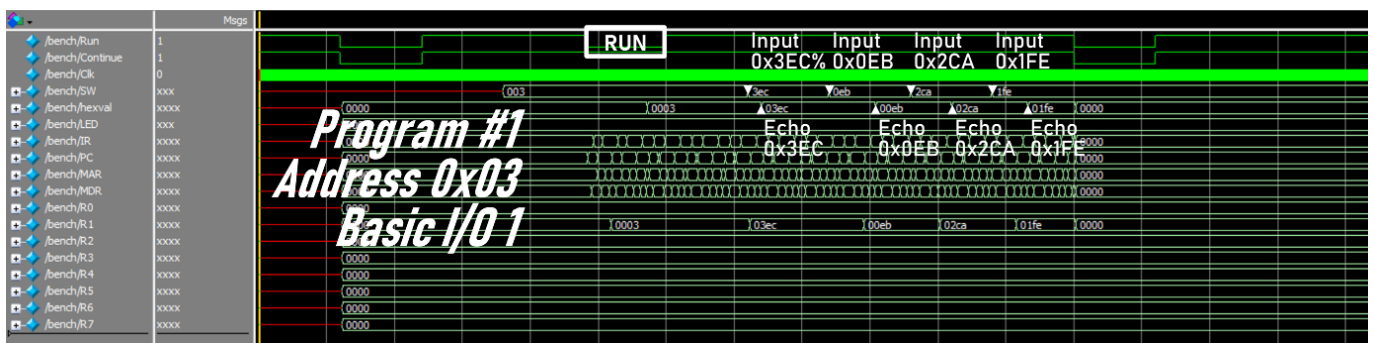 Msgs
/bench/Run 1
/bench/Continue 1
/bench/Clk 0
/bench/SW xxx
/bench/hexval xxxx
/bench/LED xxx
/bench/IR xxxx
/bench/PC xxxx
/bench/MAR xxxx
/bench/MDR xxxx
/bench/R0 xxxx
/bench/R1 xxxx
/bench/R2 xxxx
/bench/R3 xxxx
/bench/R4 xxxx
/bench/R5 xxxx
/bench/R6 xxxx
/bench/R7 xxxx
RUN Input Input Input Input
0x3EC% 0x0EB 0x2CA 0x1FE
003 3ec 0eb 2ca 1fe
0000 0003 03ec 00eb 02ca 01fe 0000
Echo Echo Echo Echo
0x3EC 0x0EB 0x2CA 0x1FE
Program #1
Address 0x03
Basic I/O 1
0000
0000
0000
0000
0003 03ec 00eb 02ca 01fe 0000
0000
0000
0000
0000
0000